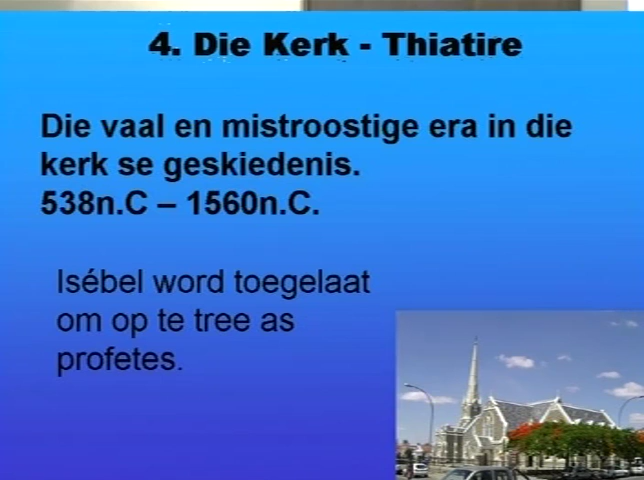 4. Die Kerk - Thiatire
Die vaal en mistroostige era in die
kerk se geskiedenis.
538n.C – 1560n.C.
Isébel word toegelaat
om op te tree as
profetes.